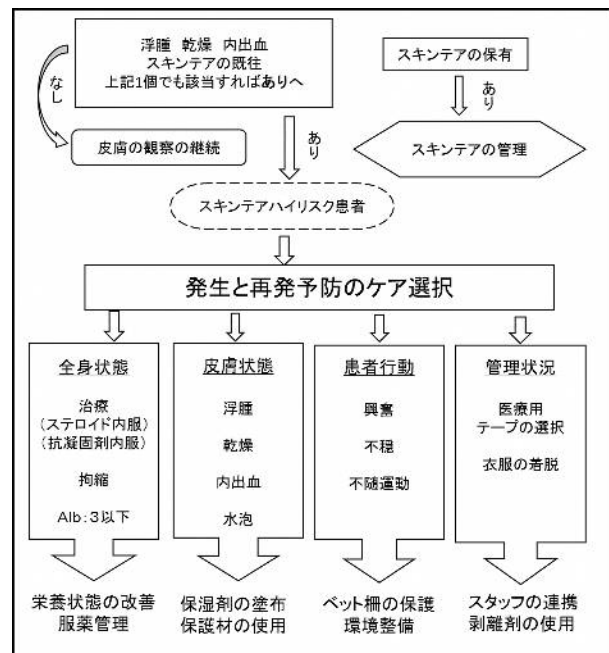 浮腫 乾燥 内出血
スキンテアの既往
上記1個でも該当すればありへ
なし
皮膚の観察の継続
あり
スキンテアの保有
あり
スキンテアの管理
スキンテアハイリスク患者
発生と再発予防のケア選択
全身状態
治療
(ステロイド内服)
(抗凝固剤内服)
拘縮
Alb:3以下
栄養状態の改善
服薬管理
皮膚状態
浮腫
乾燥
内出血
水泡
保湿剤の塗布
保護材の使用
患者行動
興奮
不穏
不随運動
ベット柵の保護
環境整備
管理状況
医療用
テープの選択
衣服の着脱
スタッフの連携
剥離剤の使用